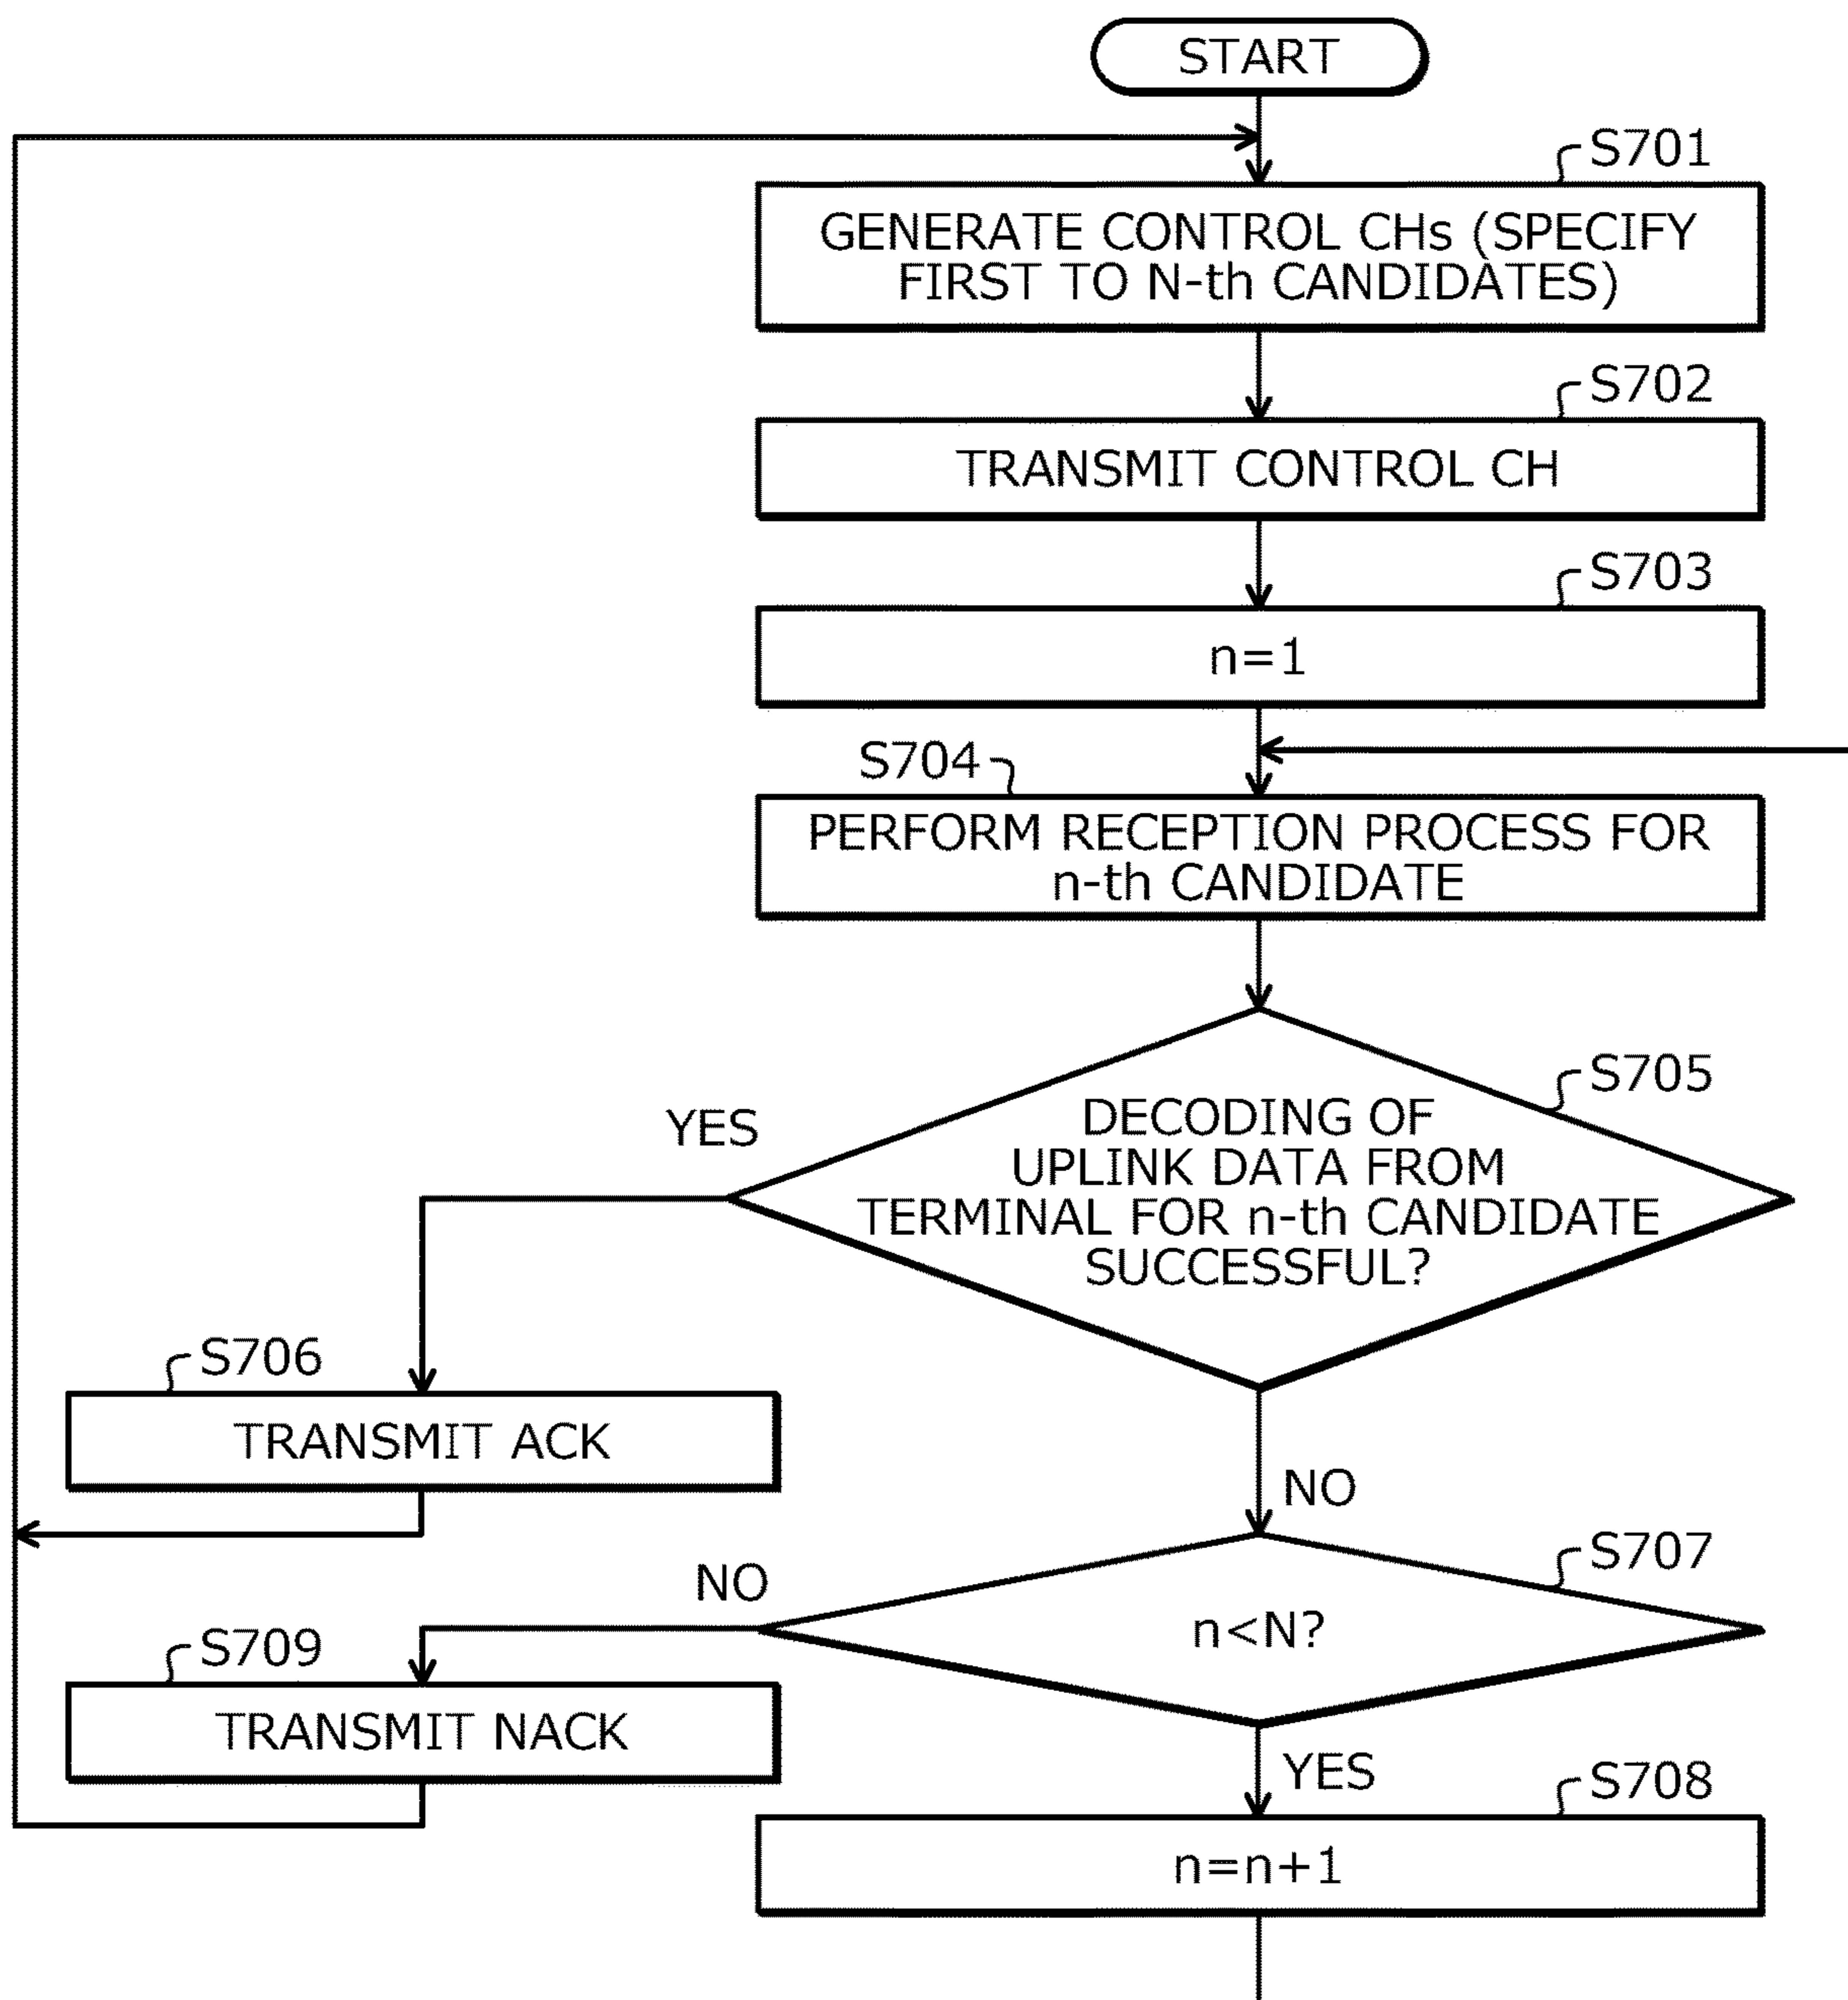 START
S701
GENERATE CONTROL CHs (SPECIFY
FIRST TO N-th CANDIDATES)
S702
TRANSMIT CONTROL CH
S703
n=1
S704
PERFORM RECEPTION PROCESS FOR
n-th CANDIDATE
S705
YES
DECODING OF
UPLINK DATA FROM
TERMINAL FOR n-th CANDIDATE
SUCCESSFUL?
S706
TRANSMIT ACK
NO
S707
NO
n<N?
S709
TRANSMIT NACK
YES
S708
n=n+1